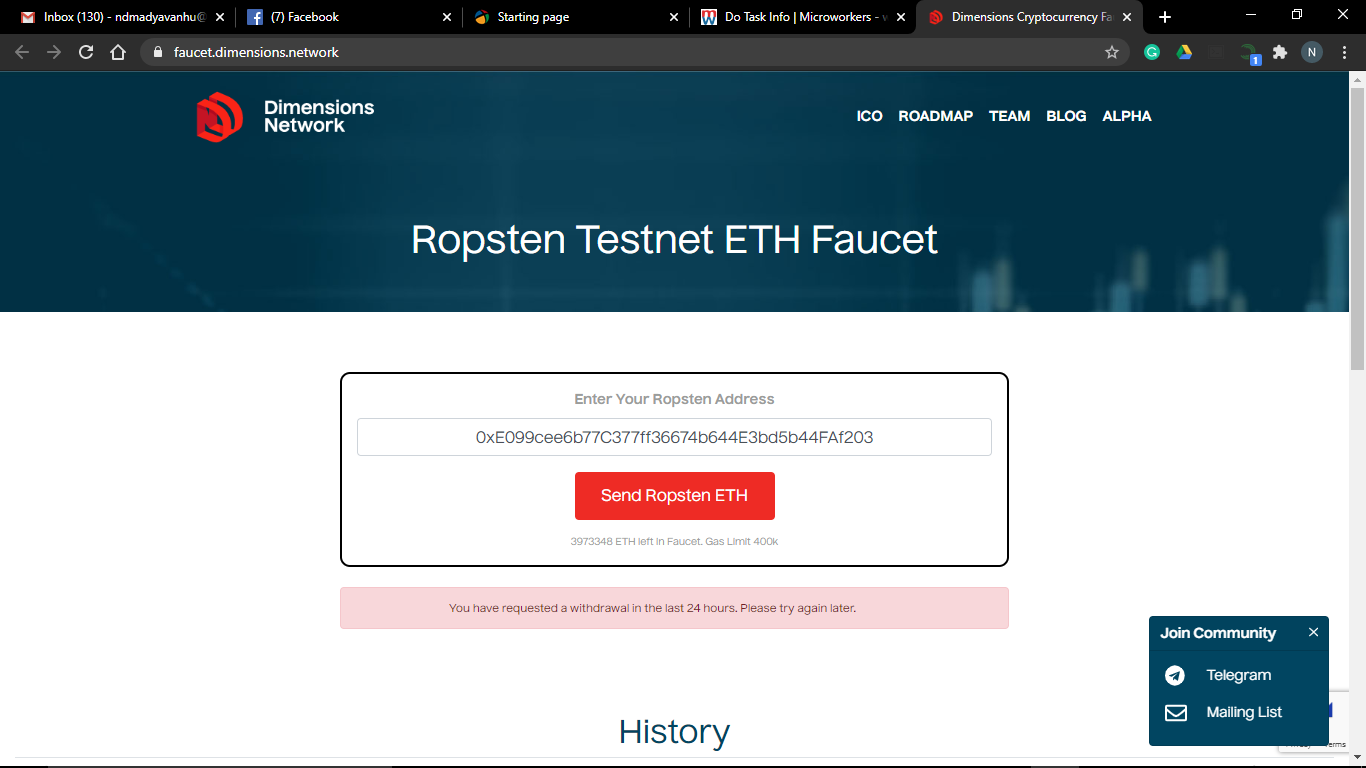 Inbox (130) - ndmadyavanhu@
(7) Facebook
Starting page
Do Task Info | Microworkers - w
Dimensions Cryptocurrency Fa
faucet.dimensions.network
1
N
Dimensions
Network
ICO ROADMAP TEAM BLOG ALPHA
Ropsten Testnet ETH Faucet
Enter Your Ropsten Address
0xE099cee6b77C377ff36674b644E3bd5b44FAf203
Send Ropsten ETH
3973348 ETH left in Faucet. Gas Limit 400k
You have requested a withdrawal in the last 24 hours. Please try again later.
Join Community
Telegram
Mailing List
History